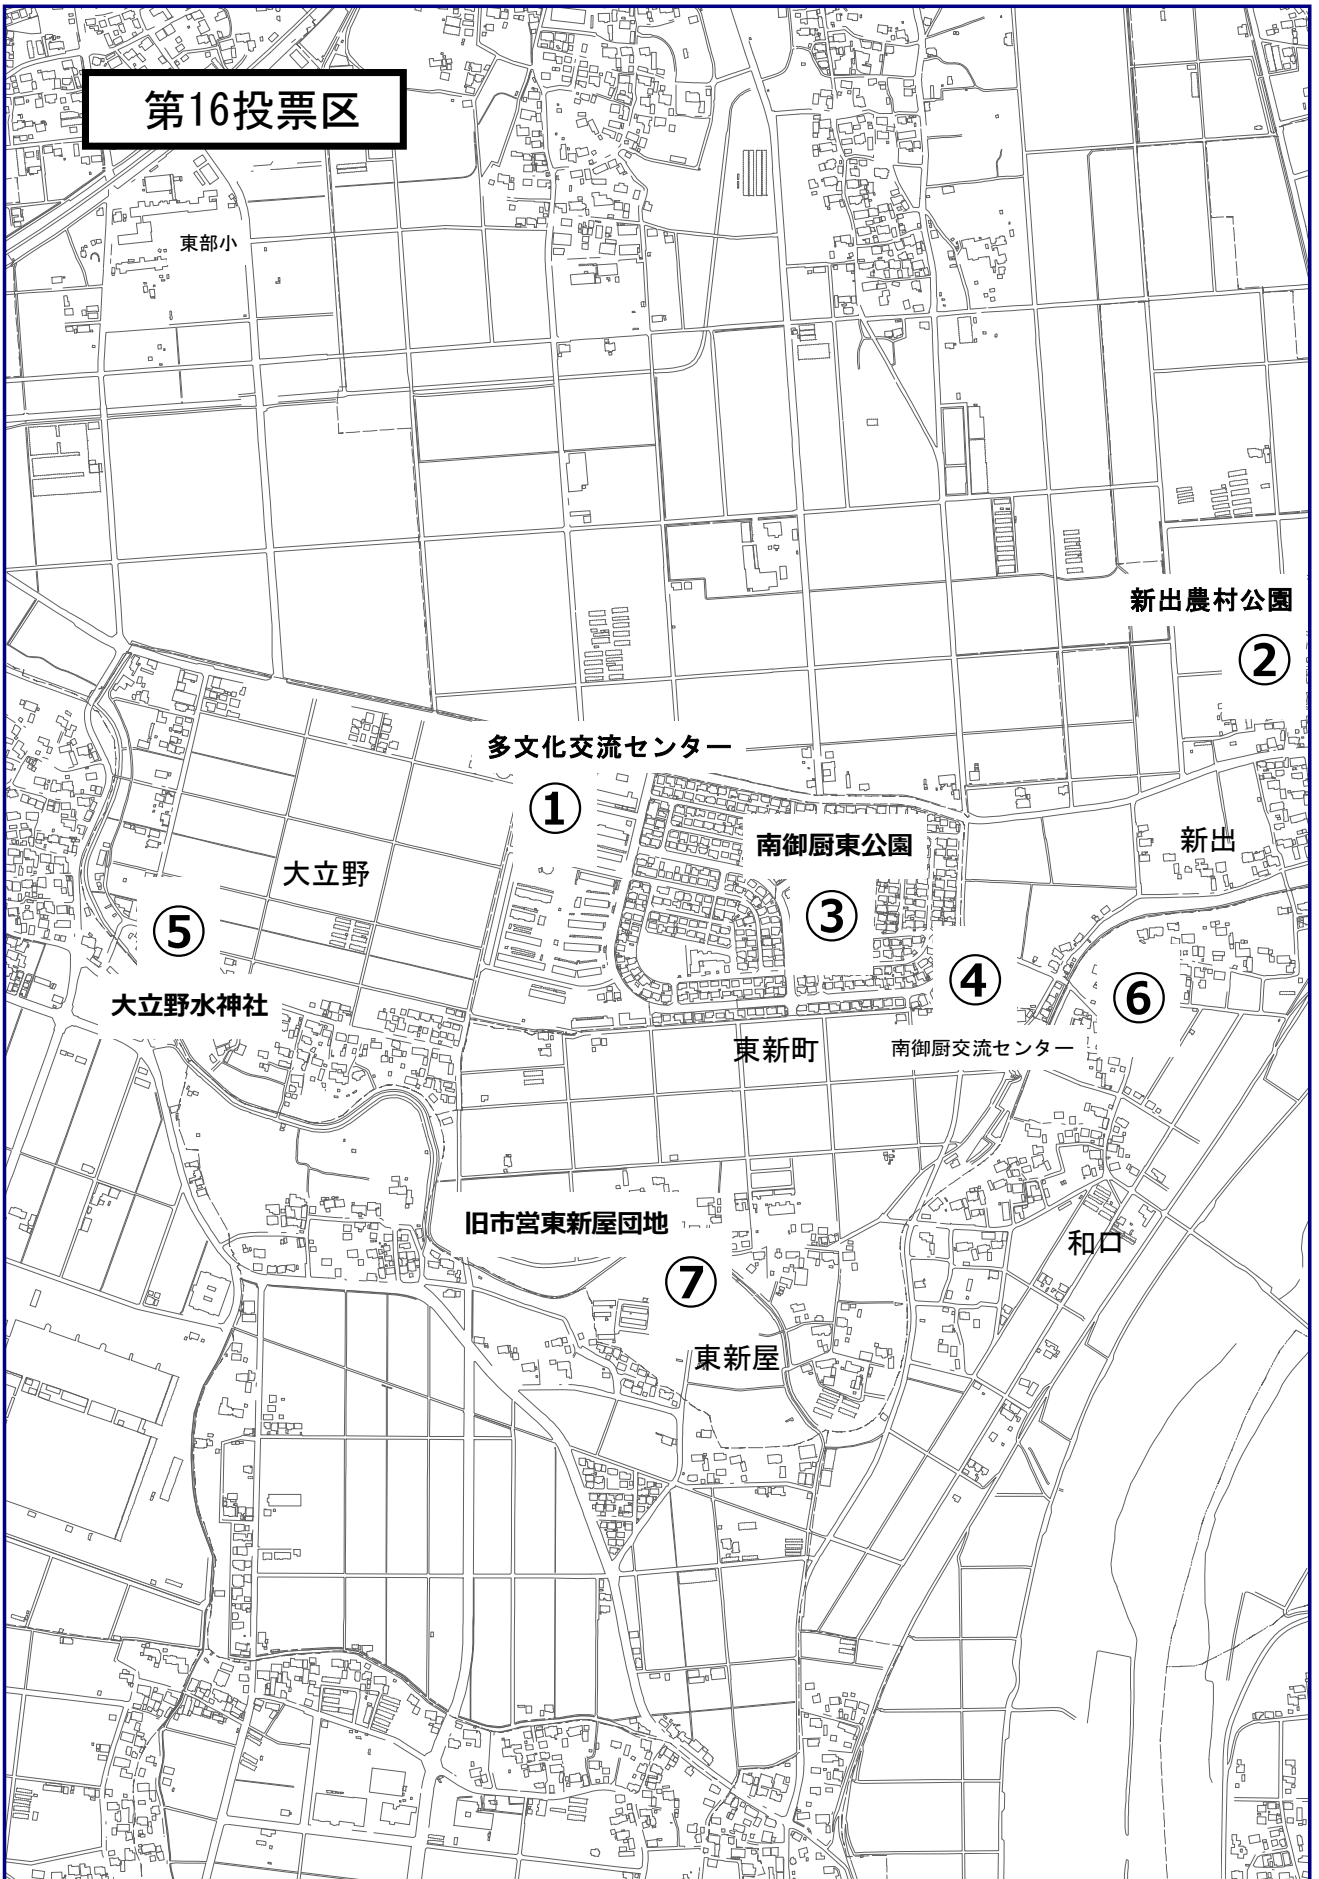 第16投票区
東部小
新出農村公園
②
多文化交流センター
①
南御厨東公園
③
新出
大立野
⑤
大立野水神社
④
⑥
東新町
南御厨交流センター
旧市営東新屋団地
⑦
和口
東新屋